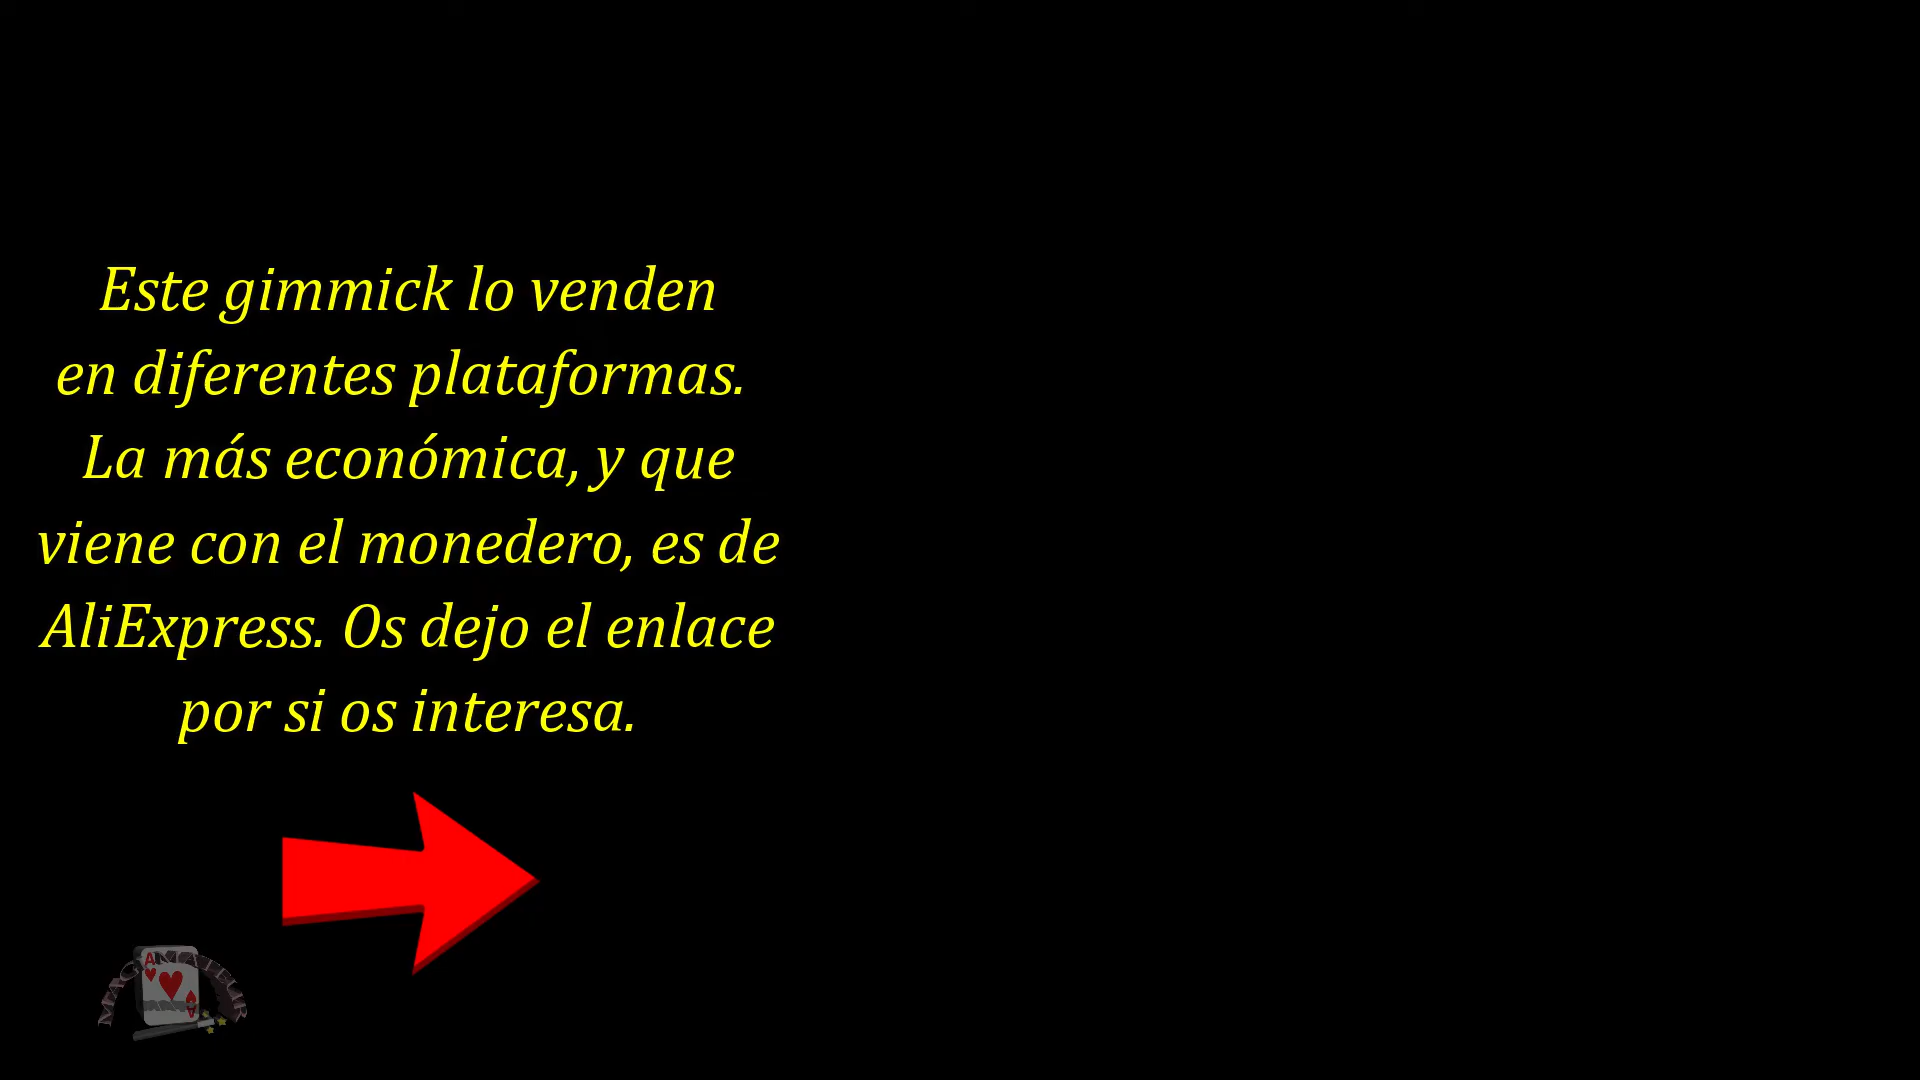 Este gimmick lo venden
en diferentes plataformas.
La más económica, y que
viene con el monedero, es de
AliExpress. Os dejo el enlace
por si os interesa.
MAGAMATEUR
A
A